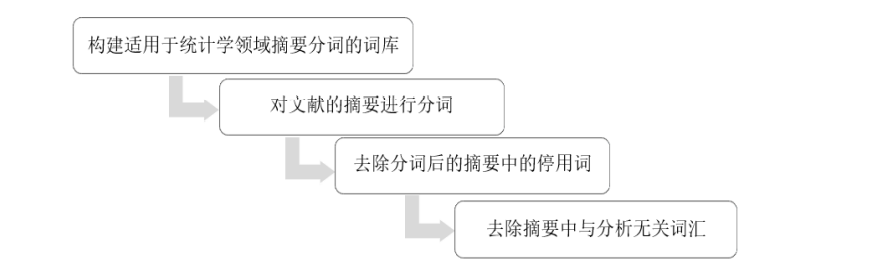 构建适用于统计学领域摘要分词的词库
对文献的摘要进行分词
去除分词后的摘要中的停用词
去除摘要中与分析无关词汇